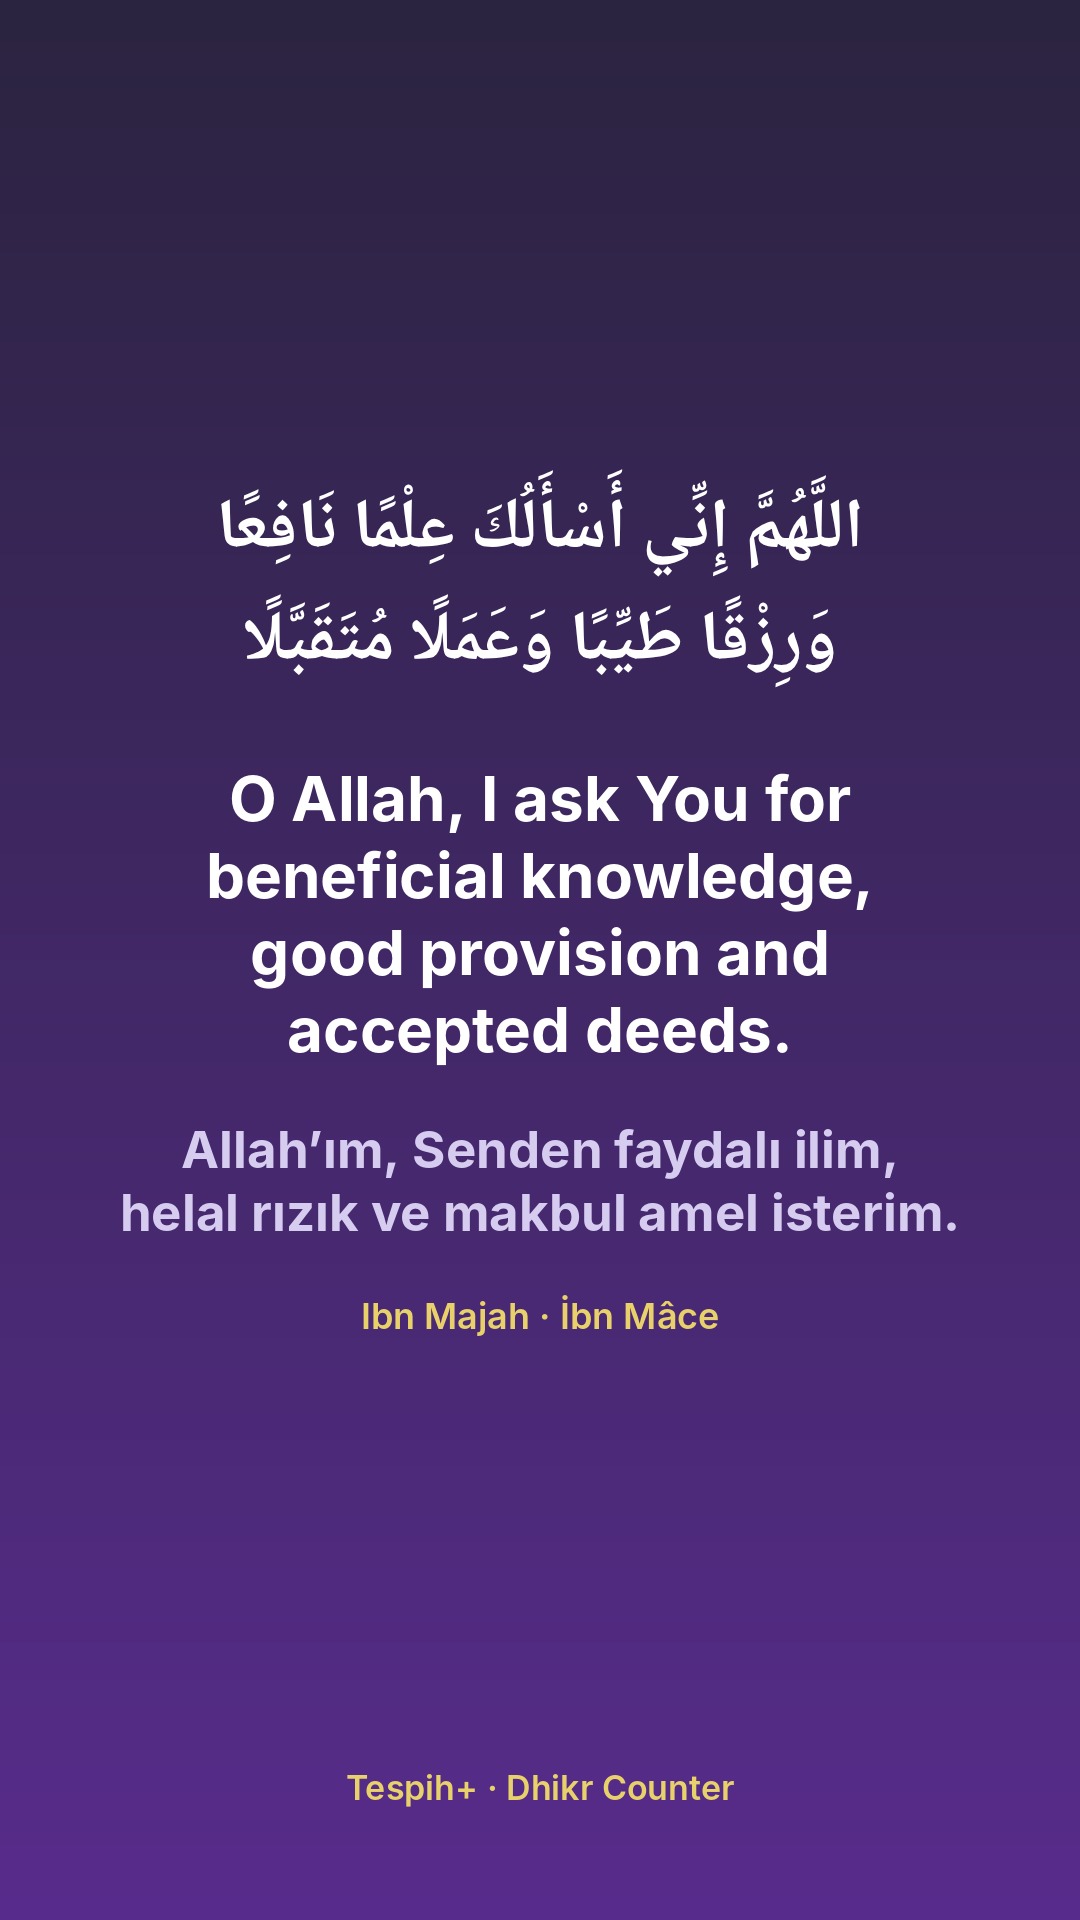 اللَّهُمَّ إِنِّي أَسْأَلُكَ عِلْمًا نَافِعًا
وَرِزْقًا طَيِّبًا وَعَمَلًا مُتَقَبَّلًا
O Allah, I ask You for
beneficial knowledge,
good provision and
accepted deeds.
Allah’ım, Senden faydalı ilim,
helal rızık ve makbul amel isterim.
Ibn Majah · İbn Mâce
Tespih+ · Dhikr Counter